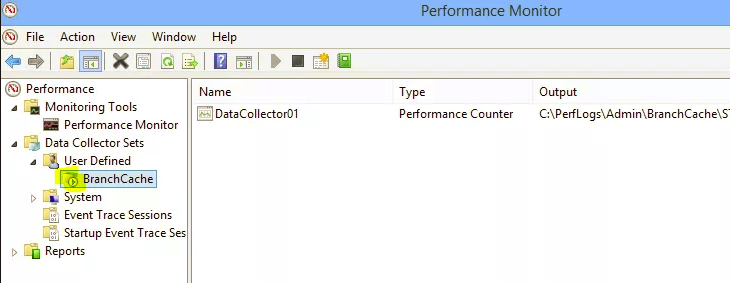 Performance Monitor
File Action View Window Help
Performance
Monitoring Tools
Performance Monitor
Data Collector Sets
User Defined
BranchCache
System
Event Trace Sessions
Startup Event Trace Ses
Reports
Name Type Output
DataCollector01 Performance Counter C:\PerfLogs\Admin\BranchCache\ST